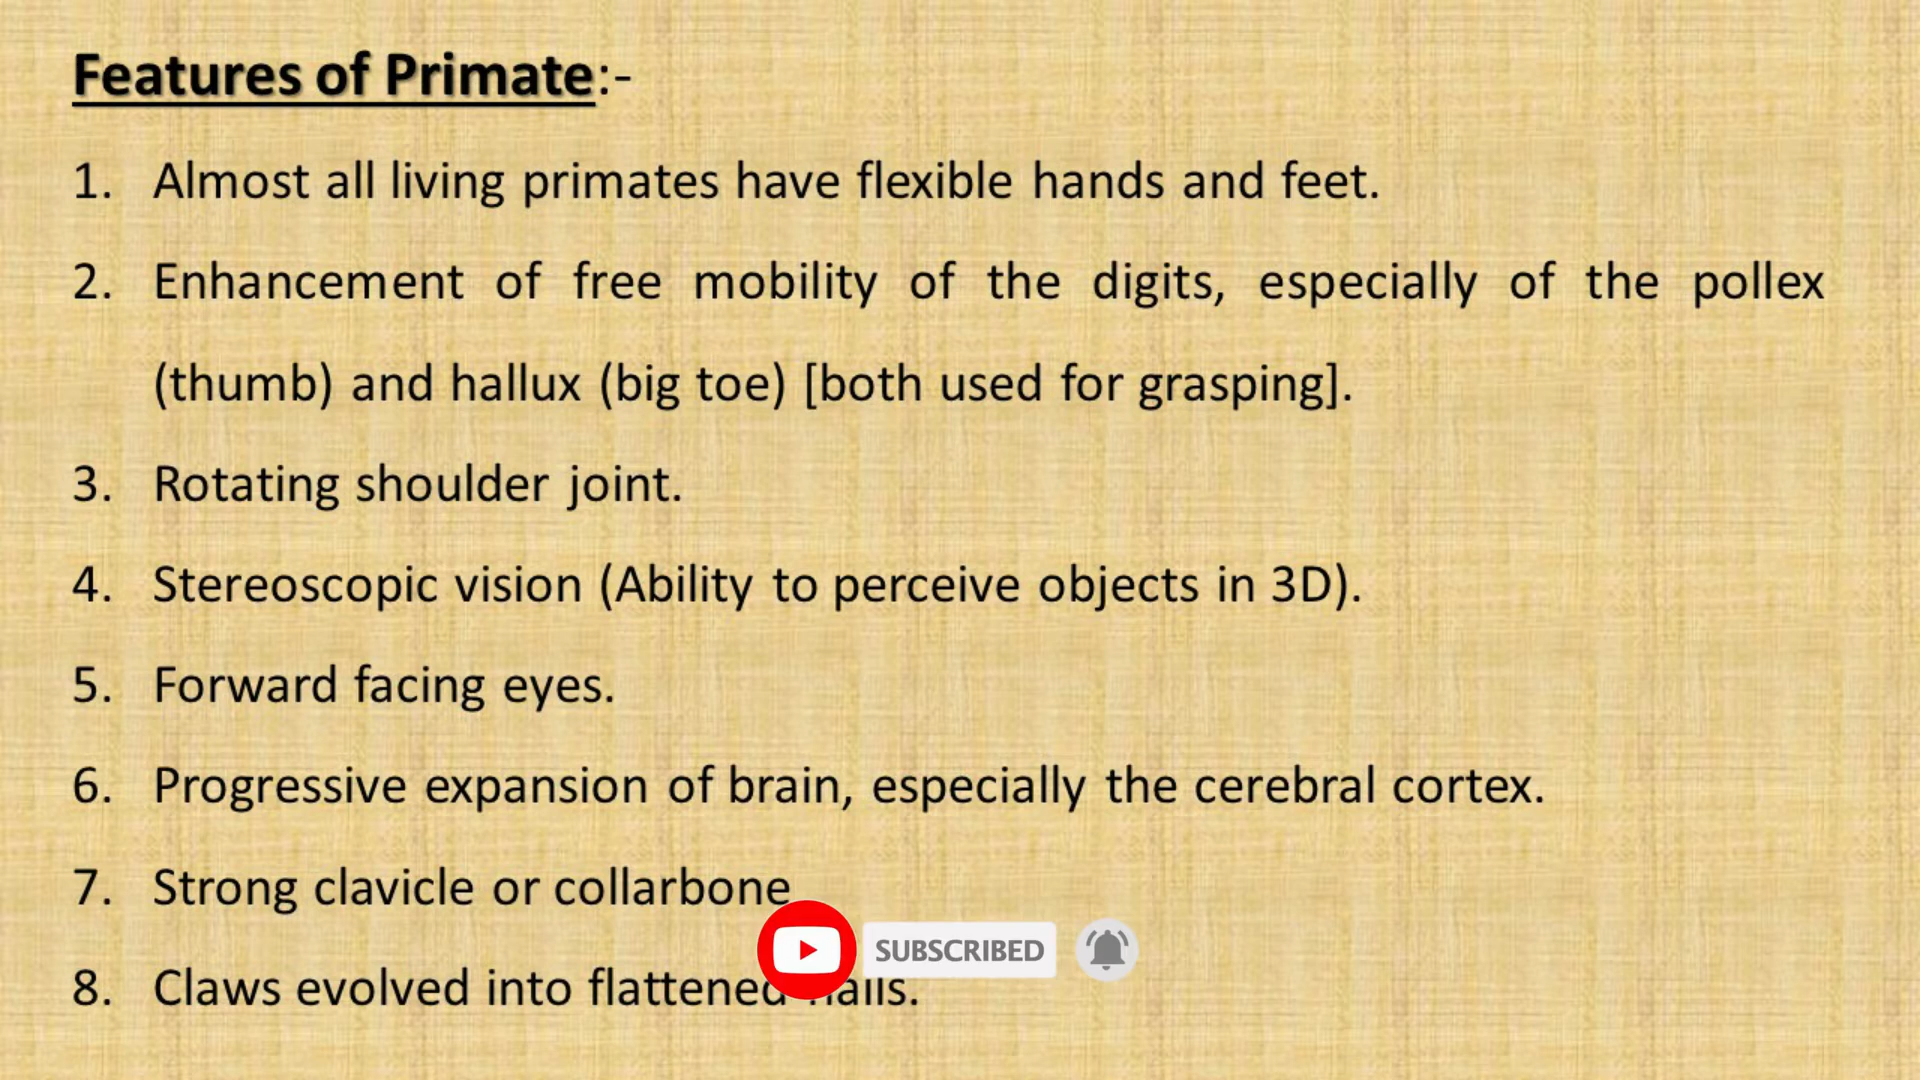 Features of Primate:-
1. Almost all living primates have flexible hands and feet.
2. Enhancement of free mobility of the digits, especially of the pollex
(thumb) and hallux (big toe) [both used for grasping].
3. Rotating shoulder joint.
4. Stereoscopic vision (Ability to perceive objects in 3D).
5. Forward facing eyes.
6. Progressive expansion of brain, especially the cerebral cortex.
7. Strong clavicle or collarbone
SUBSCRIBED
8. Claws evolved into flattened nails.